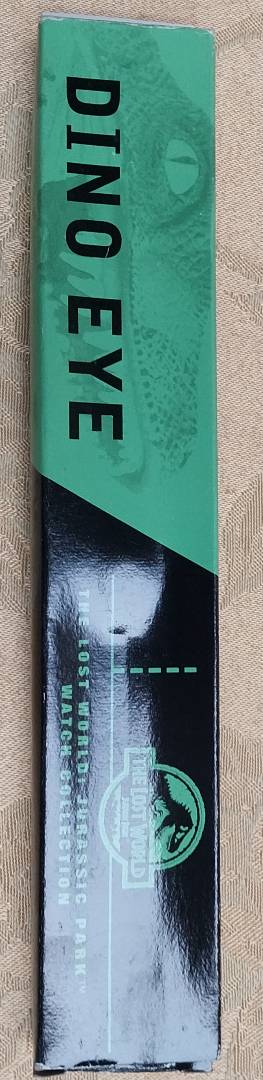 DINO EYE
THE LOST WORLD
THE LOST WORLD: JURASSIC PARK™
WATCH COLLECTION